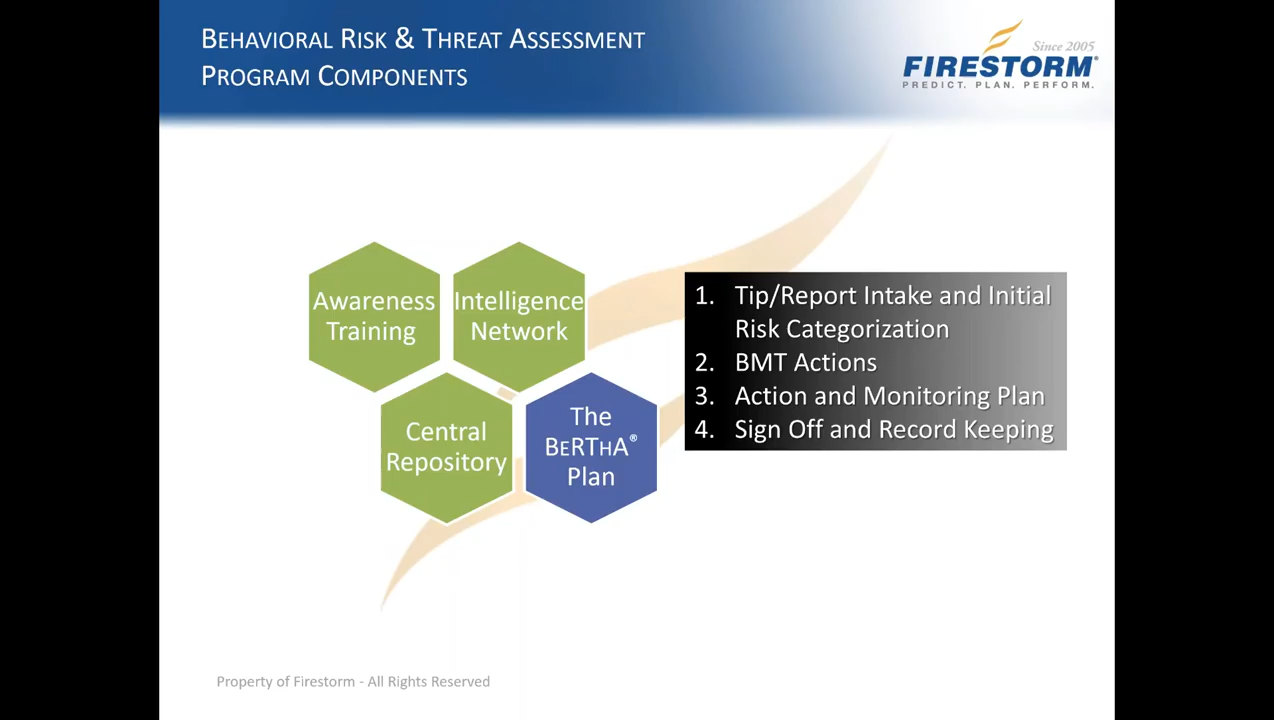 BEHAVIORAL RISK & THREAT ASSESSMENT
PROGRAM COMPONENTS
Since 2005
FIRESTORM®
PREDICT. PLAN. PERFORM.
Awareness
Training
Intelligence
Network
Central
Repository
The
BERTHA®
Plan
1. Tip/Report Intake and Initial
Risk Categorization
2. BMT Actions
3. Action and Monitoring Plan
4. Sign Off and Record Keeping
Property of Firestorm - All Rights Reserved